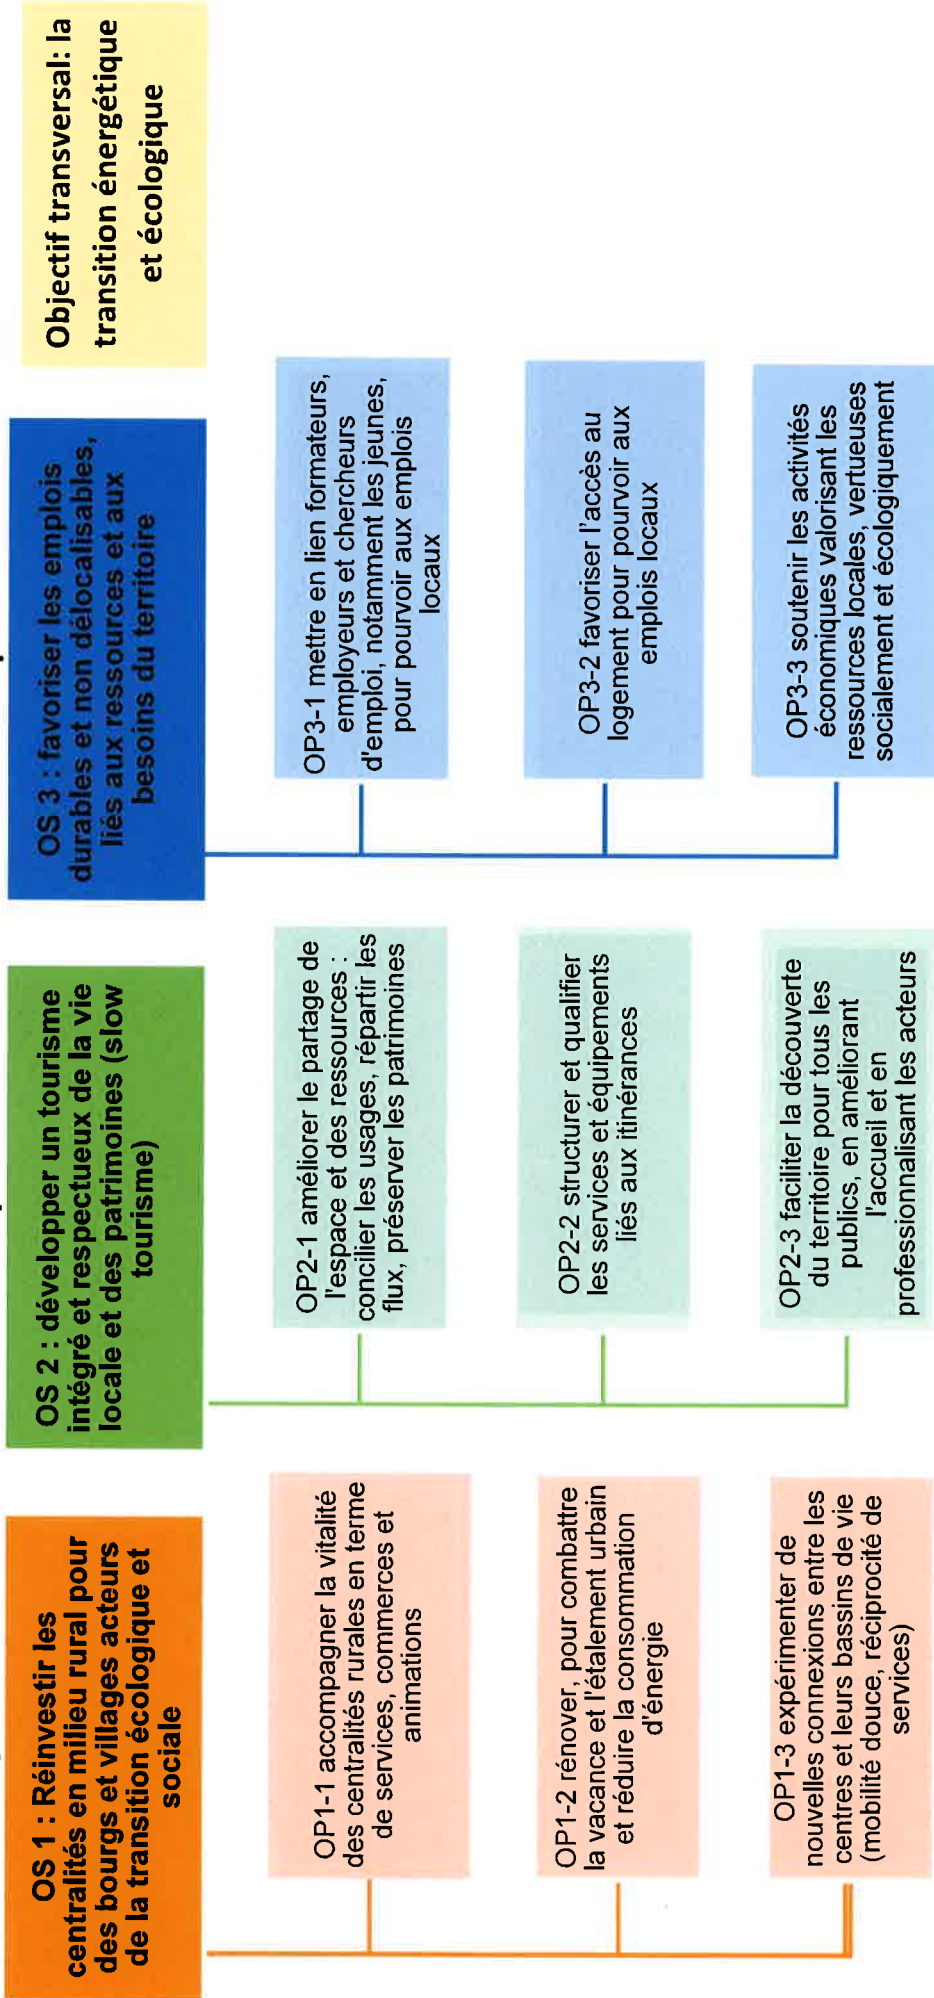 OS 1 : Réinvestir les
centralités en milieu rural pour
des bourgs et villages acteurs
de la transition écologique et
sociale
OP1-1 accompagner la vitalité
des centralités rurales en terme
de services, commerces et
animations
OP1-2 rénover, pour combattre
la vacance et l'étalement urbain
et réduire la consommation
d'énergie
OP1-3 expérimenter de
nouvelles connexions entre les
centres et leurs bassins de vie
(mobilité douce, réciprocité de
services)
OS 2 : développer un tourisme
intégré et respectueux de la vie
locale et des patrimoines (slow
tourisme)
OP2-1 améliorer le partage de
l'espace et des ressources :
concilier les usages, répartir les
flux, préserver les patrimoines
OP2-2 structurer et qualifier
les services et équipements
liés aux itinérances
OP2-3 faciliter la découverte
du territoire pour tous les
publics, en améliorant
l'accueil et en
professionnalisant les acteurs
OS 3 : favoriser les emplois
durables et non délocalisables,
liés aux ressources et aux
besoins du territoire
OP3-1 mettre en lien formateurs,
employeurs et chercheurs
d'emploi, notamment les jeunes,
pour pourvoir aux emplois
locaux
OP3-2 favoriser l'accès au
logement pour pourvoir aux
emplois locaux
OP3-3 soutenir les activités
économiques valorisant les
ressources locales, vertueuses
socialement et écologiquement
Objectif transversal: la
transition énergétique
et écologique